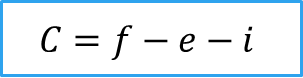 C = f − e − i